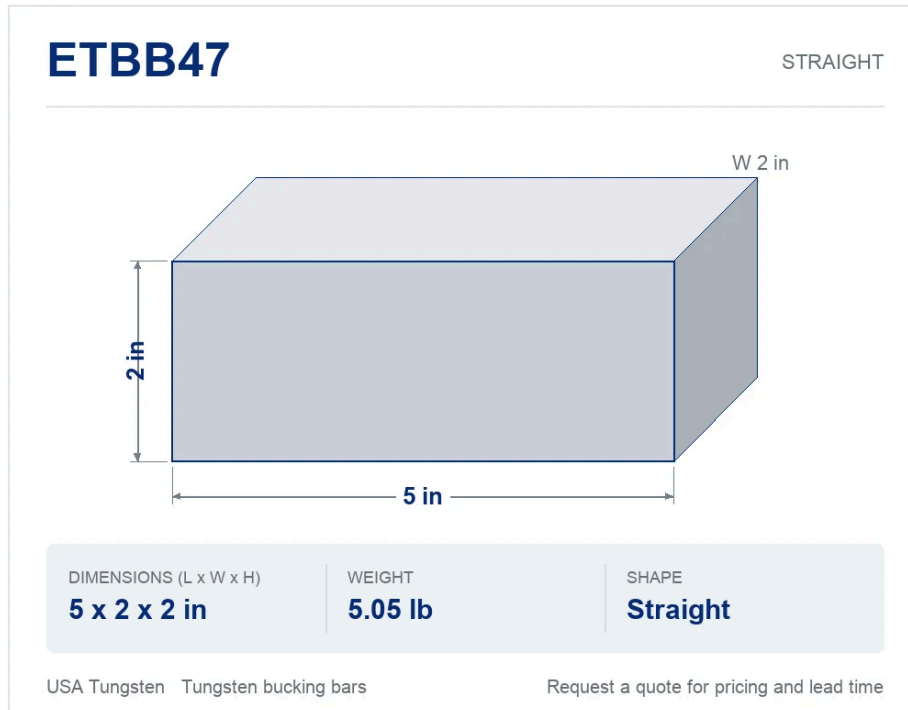 ETBB47
STRAIGHT
W 2 in
2 in
5 in
DIMENSIONS (L x W x H)
5 x 2 x 2 in
WEIGHT
5.05 lb
SHAPE
Straight
USA Tungsten Tungsten bucking bars
Request a quote for pricing and lead time